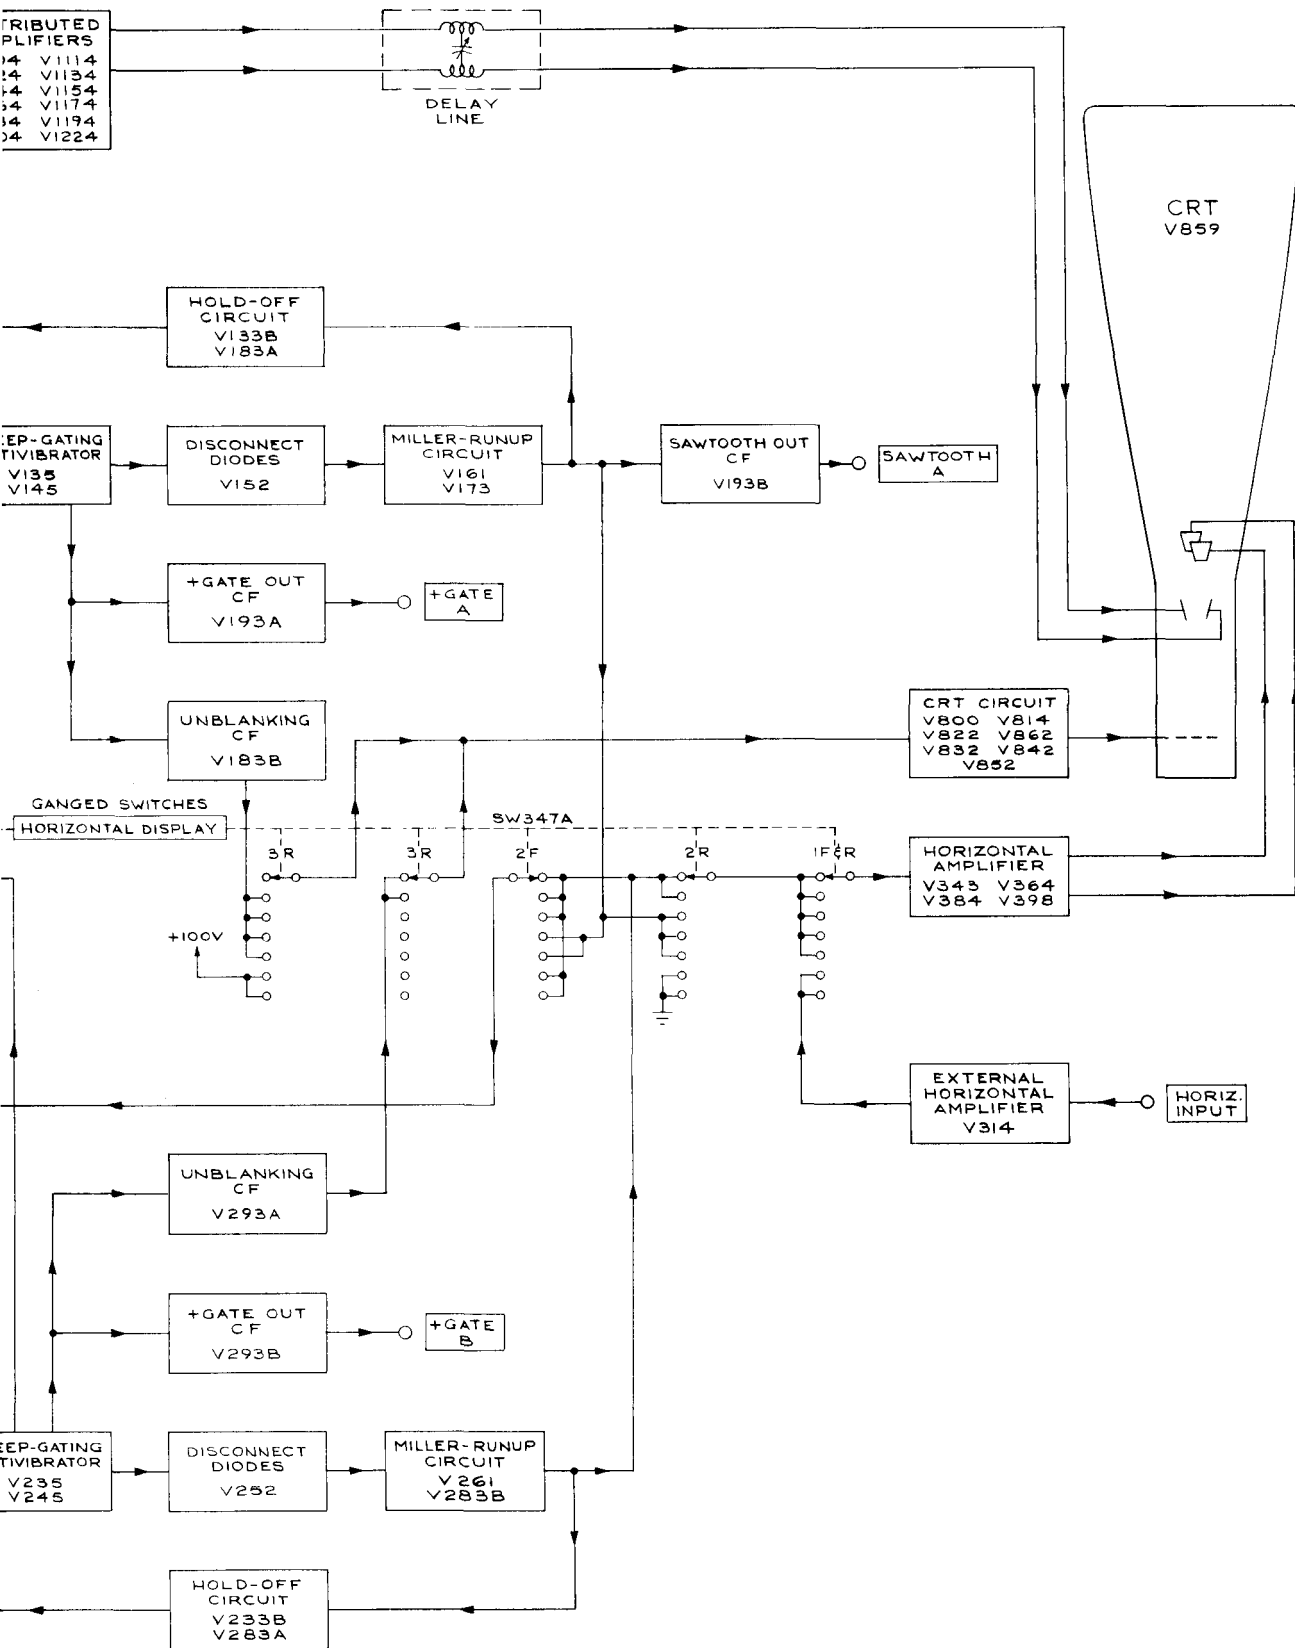 TRIBUTED
PLIFIERS
V1114
V1134
V1154
V1174
V1194
V1224
DELAY
LINE
CRT
V859
HOLD-OFF
CIRCUIT
V133B
V183A
EEP-GATING
TIVIBRATOR
V135
V145
DISCONNECT
DIODES
V152
MILLER-RUNUP
CIRCUIT
V161
V173
SAWTOOTH OUT
CF
V193B
SAWTOOTH
A
+GATE OUT
CF
V193A
+GATE
A
UNBLANKING
CF
V183B
CRT CIRCUIT
V800 V814
V822 V862
V832 V842
V852
GANGED SWITCHES
HORIZONTAL DISPLAY
SW347A
3R
3R
2F
2R
1F&R
HORIZONTAL
AMPLIFIER
V343 V364
V384 V398
+100V
EXTERNAL
HORIZONTAL
AMPLIFIER
V314
HORIZ.
INPUT
UNBLANKING
CF
V293A
+GATE OUT
CF
V293B
+GATE
B
EEP-GATING
TIVIBRATOR
V235
V245
DISCONNECT
DIODES
V252
MILLER-RUNUP
CIRCUIT
V261
V283B
HOLD-OFF
CIRCUIT
V233B
V283A